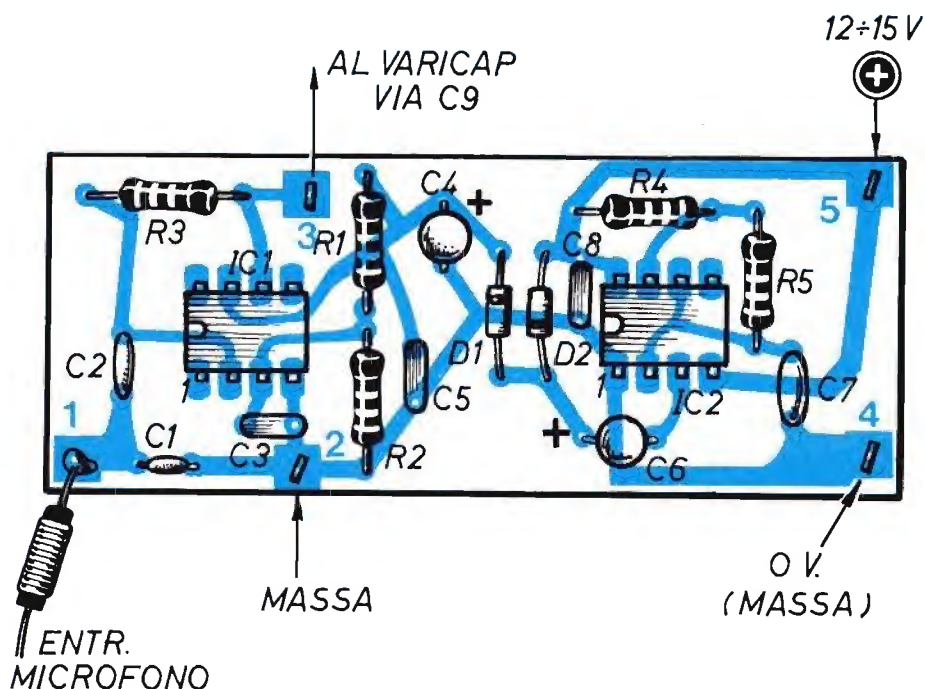 12÷15 V
AL VARICAP
VIA C9
+
C4
+
R4
5
R3
3
R1
C8
IC1
R5
C2
D1
D2
C7
1
1
C5
IC2
1
4
C1
C3
2
R2
+
C6
MASSA
0 V.
(MASSA)
ENTR.
MICROFONO